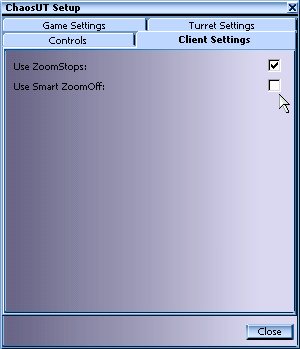 ChaosUT Setup
Game Settings
Turret Settings
Controls
Client Settings
Use ZoomStops:
Use Smart ZoomOff:
Close